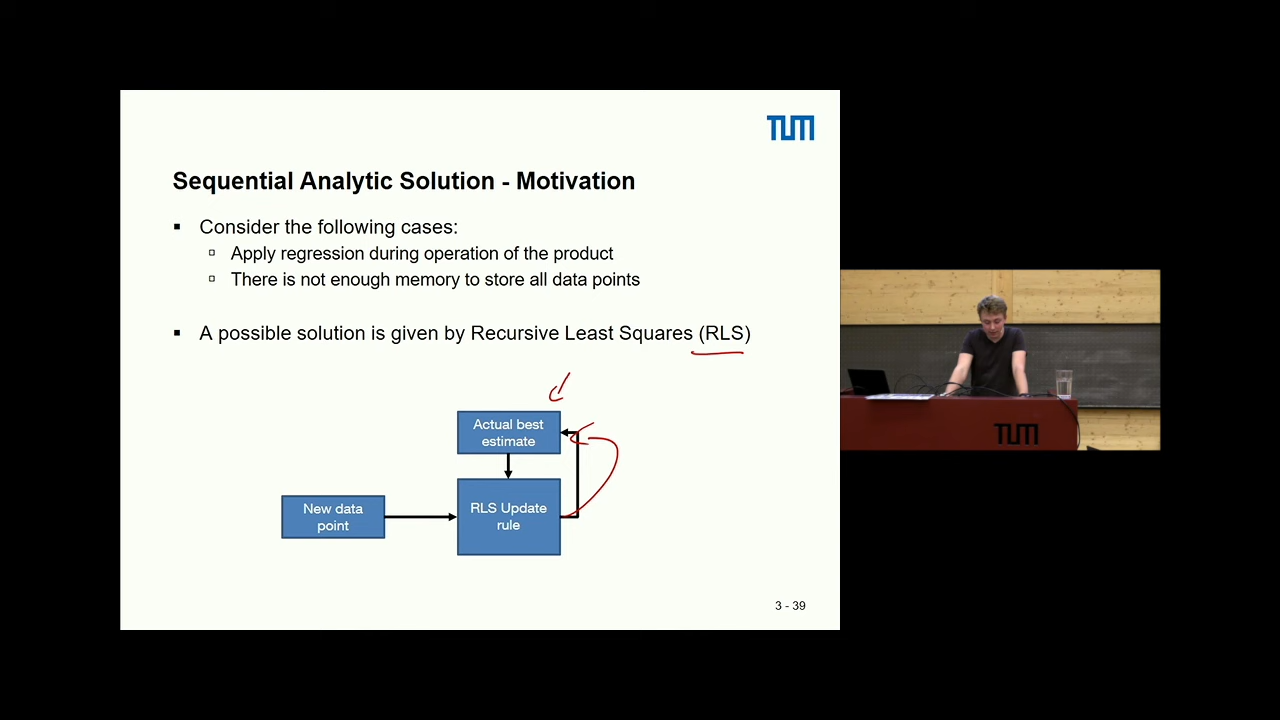 TUM
Sequential Analytic Solution - Motivation
Consider the following cases:
Apply regression during operation of the product
There is not enough memory to store all data points
A possible solution is given by Recursive Least Squares (RLS)
Actual best
estimate
New data
point
RLS Update
rule
3 - 39
TUM